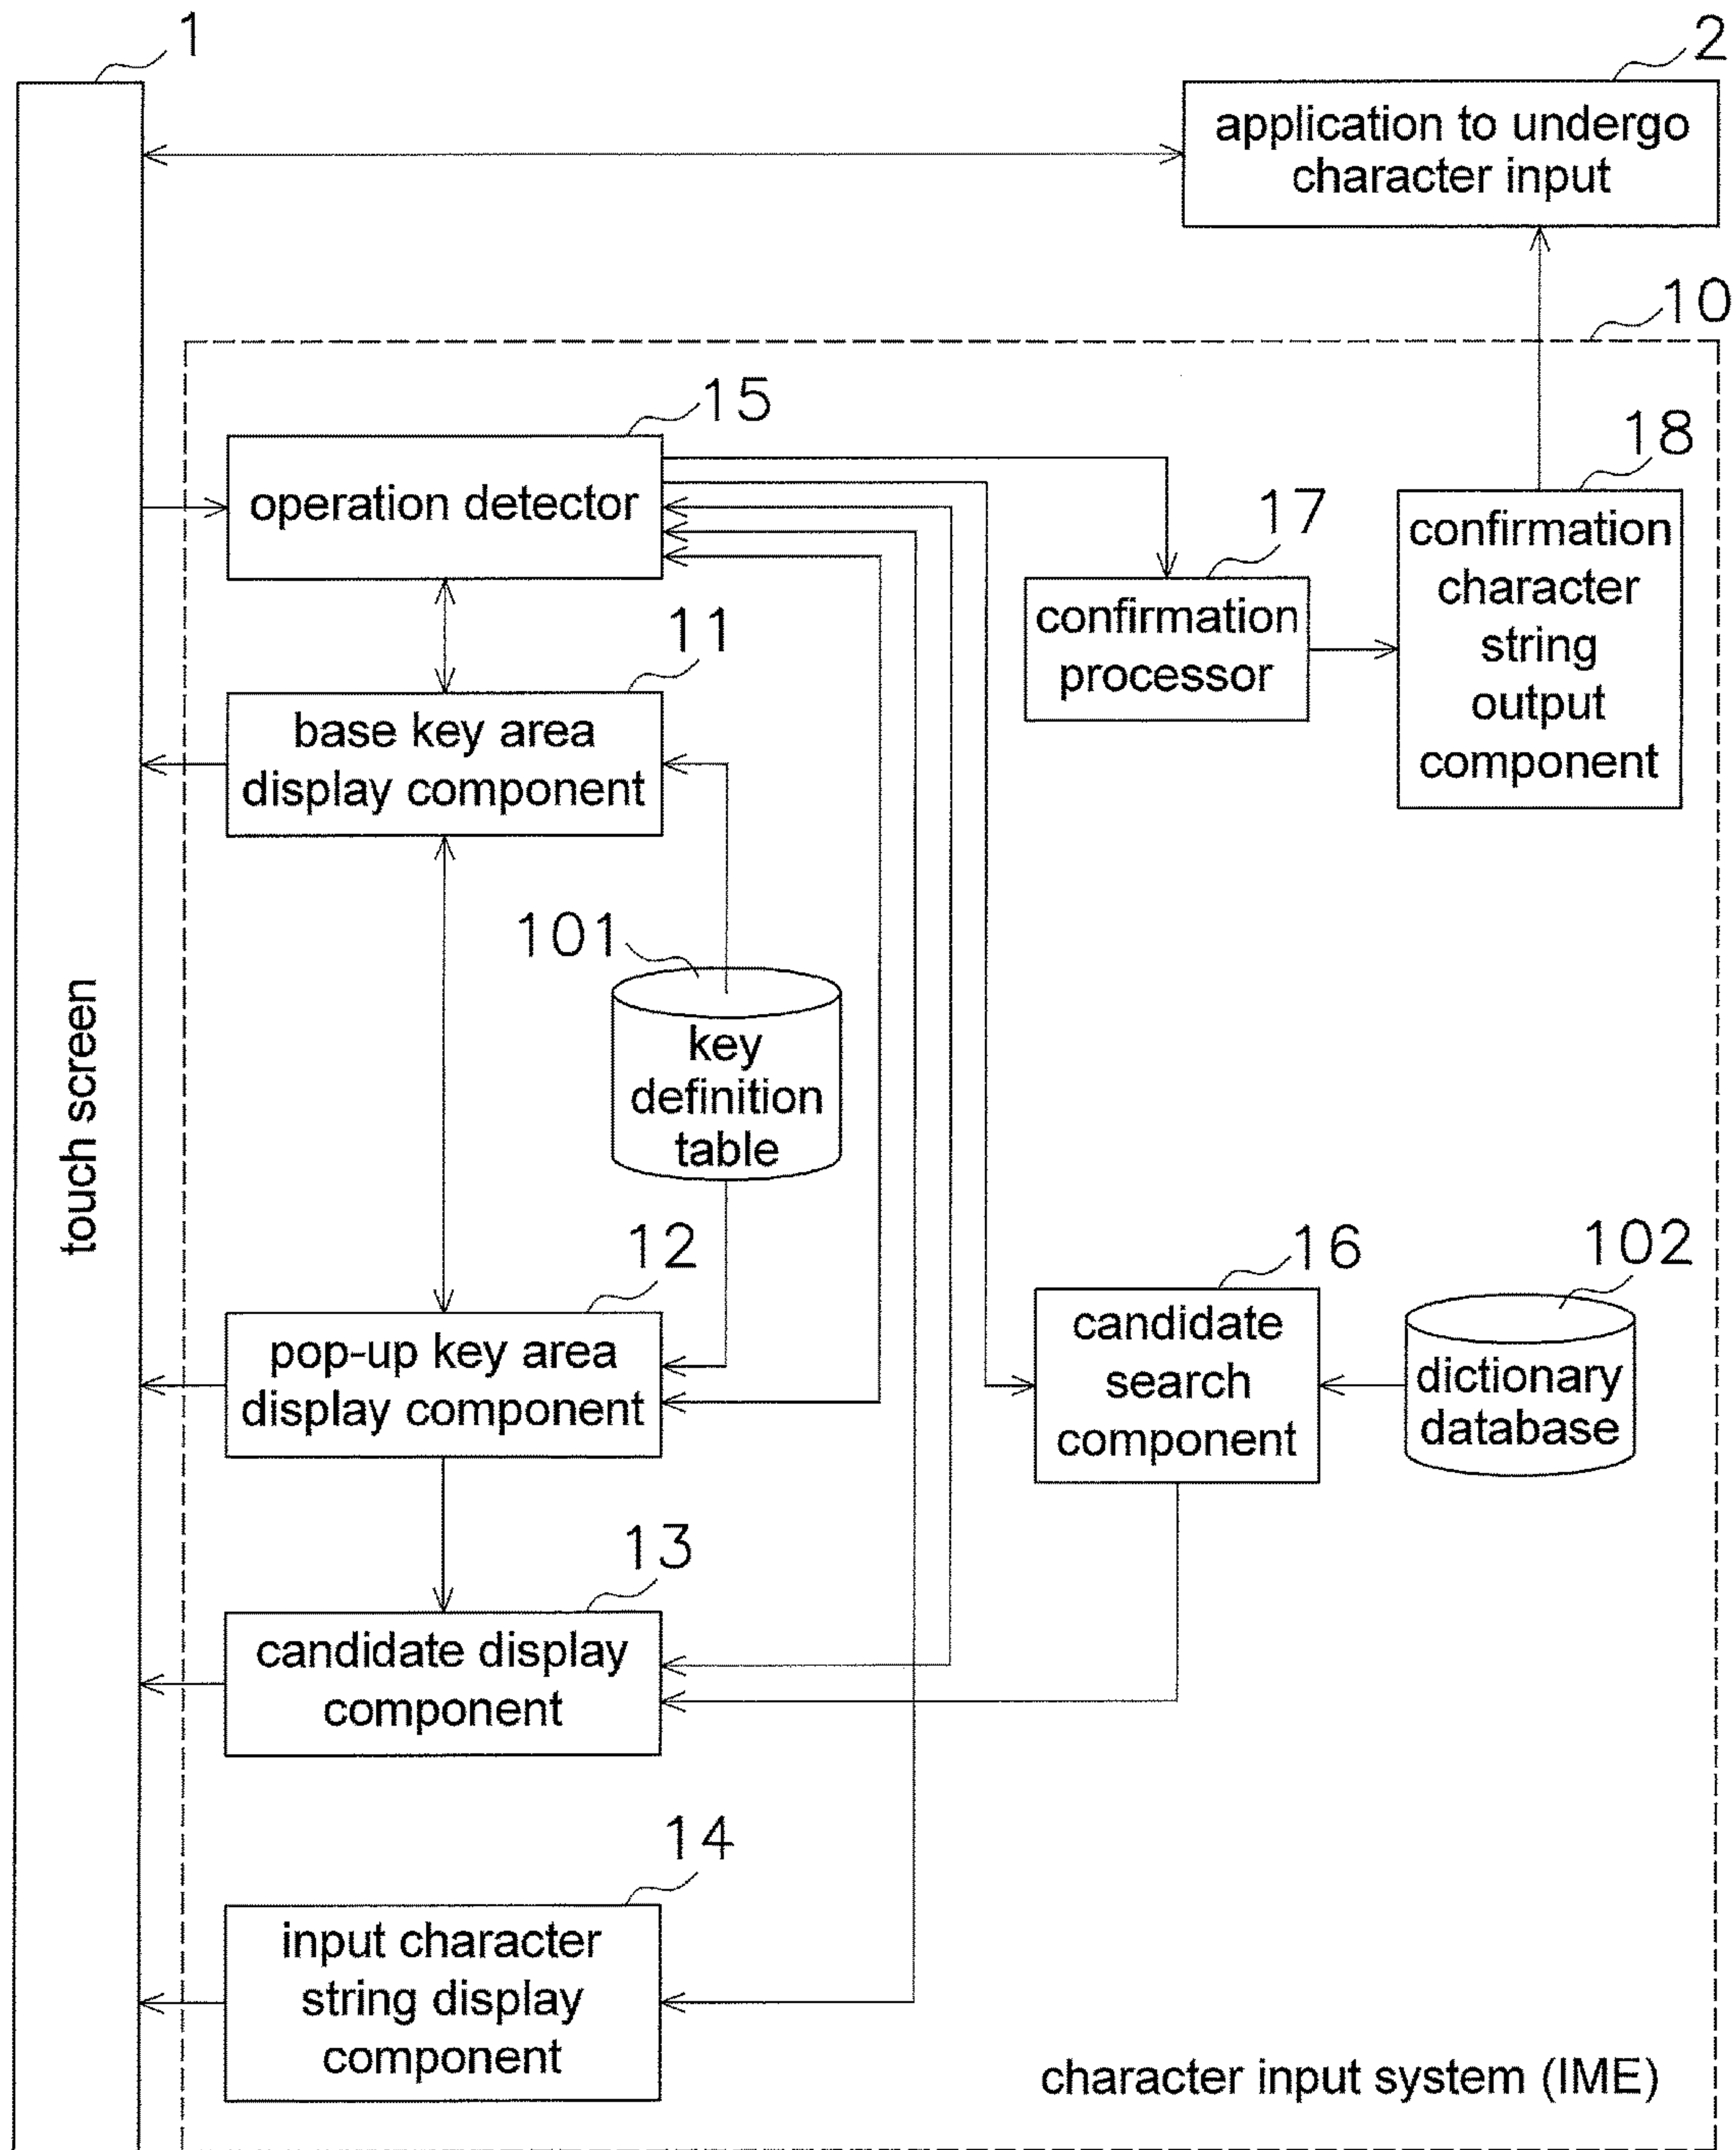 1
2
application to undergo
character input
10
15
operation detector
18
confirmation
character
string
output
component
17
confirmation
processor
11
base key area
display component
101
key
definition
table
touch screen
12
pop-up key area
display component
16
candidate
search
component
102
dictionary
database
13
candidate display
component
14
input character
string display
component
character input system (IME)